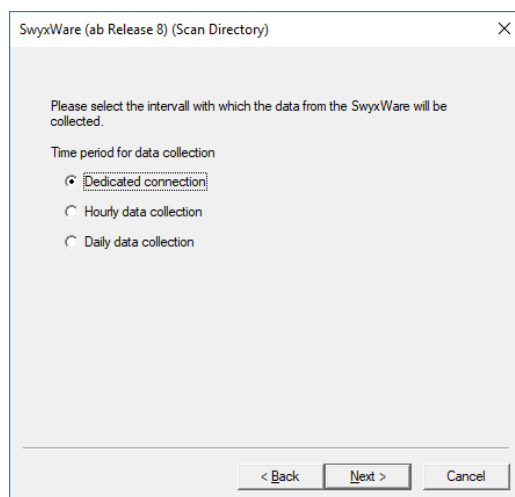 SwyxWare (ab Release 8) (Scan Directory)
Please select the intervall with which the data from the SwyxWare will be
collected.
Time period for data collection
Dedicated connection
Hourly data collection
Daily data collection
< Back
Next >
Cancel